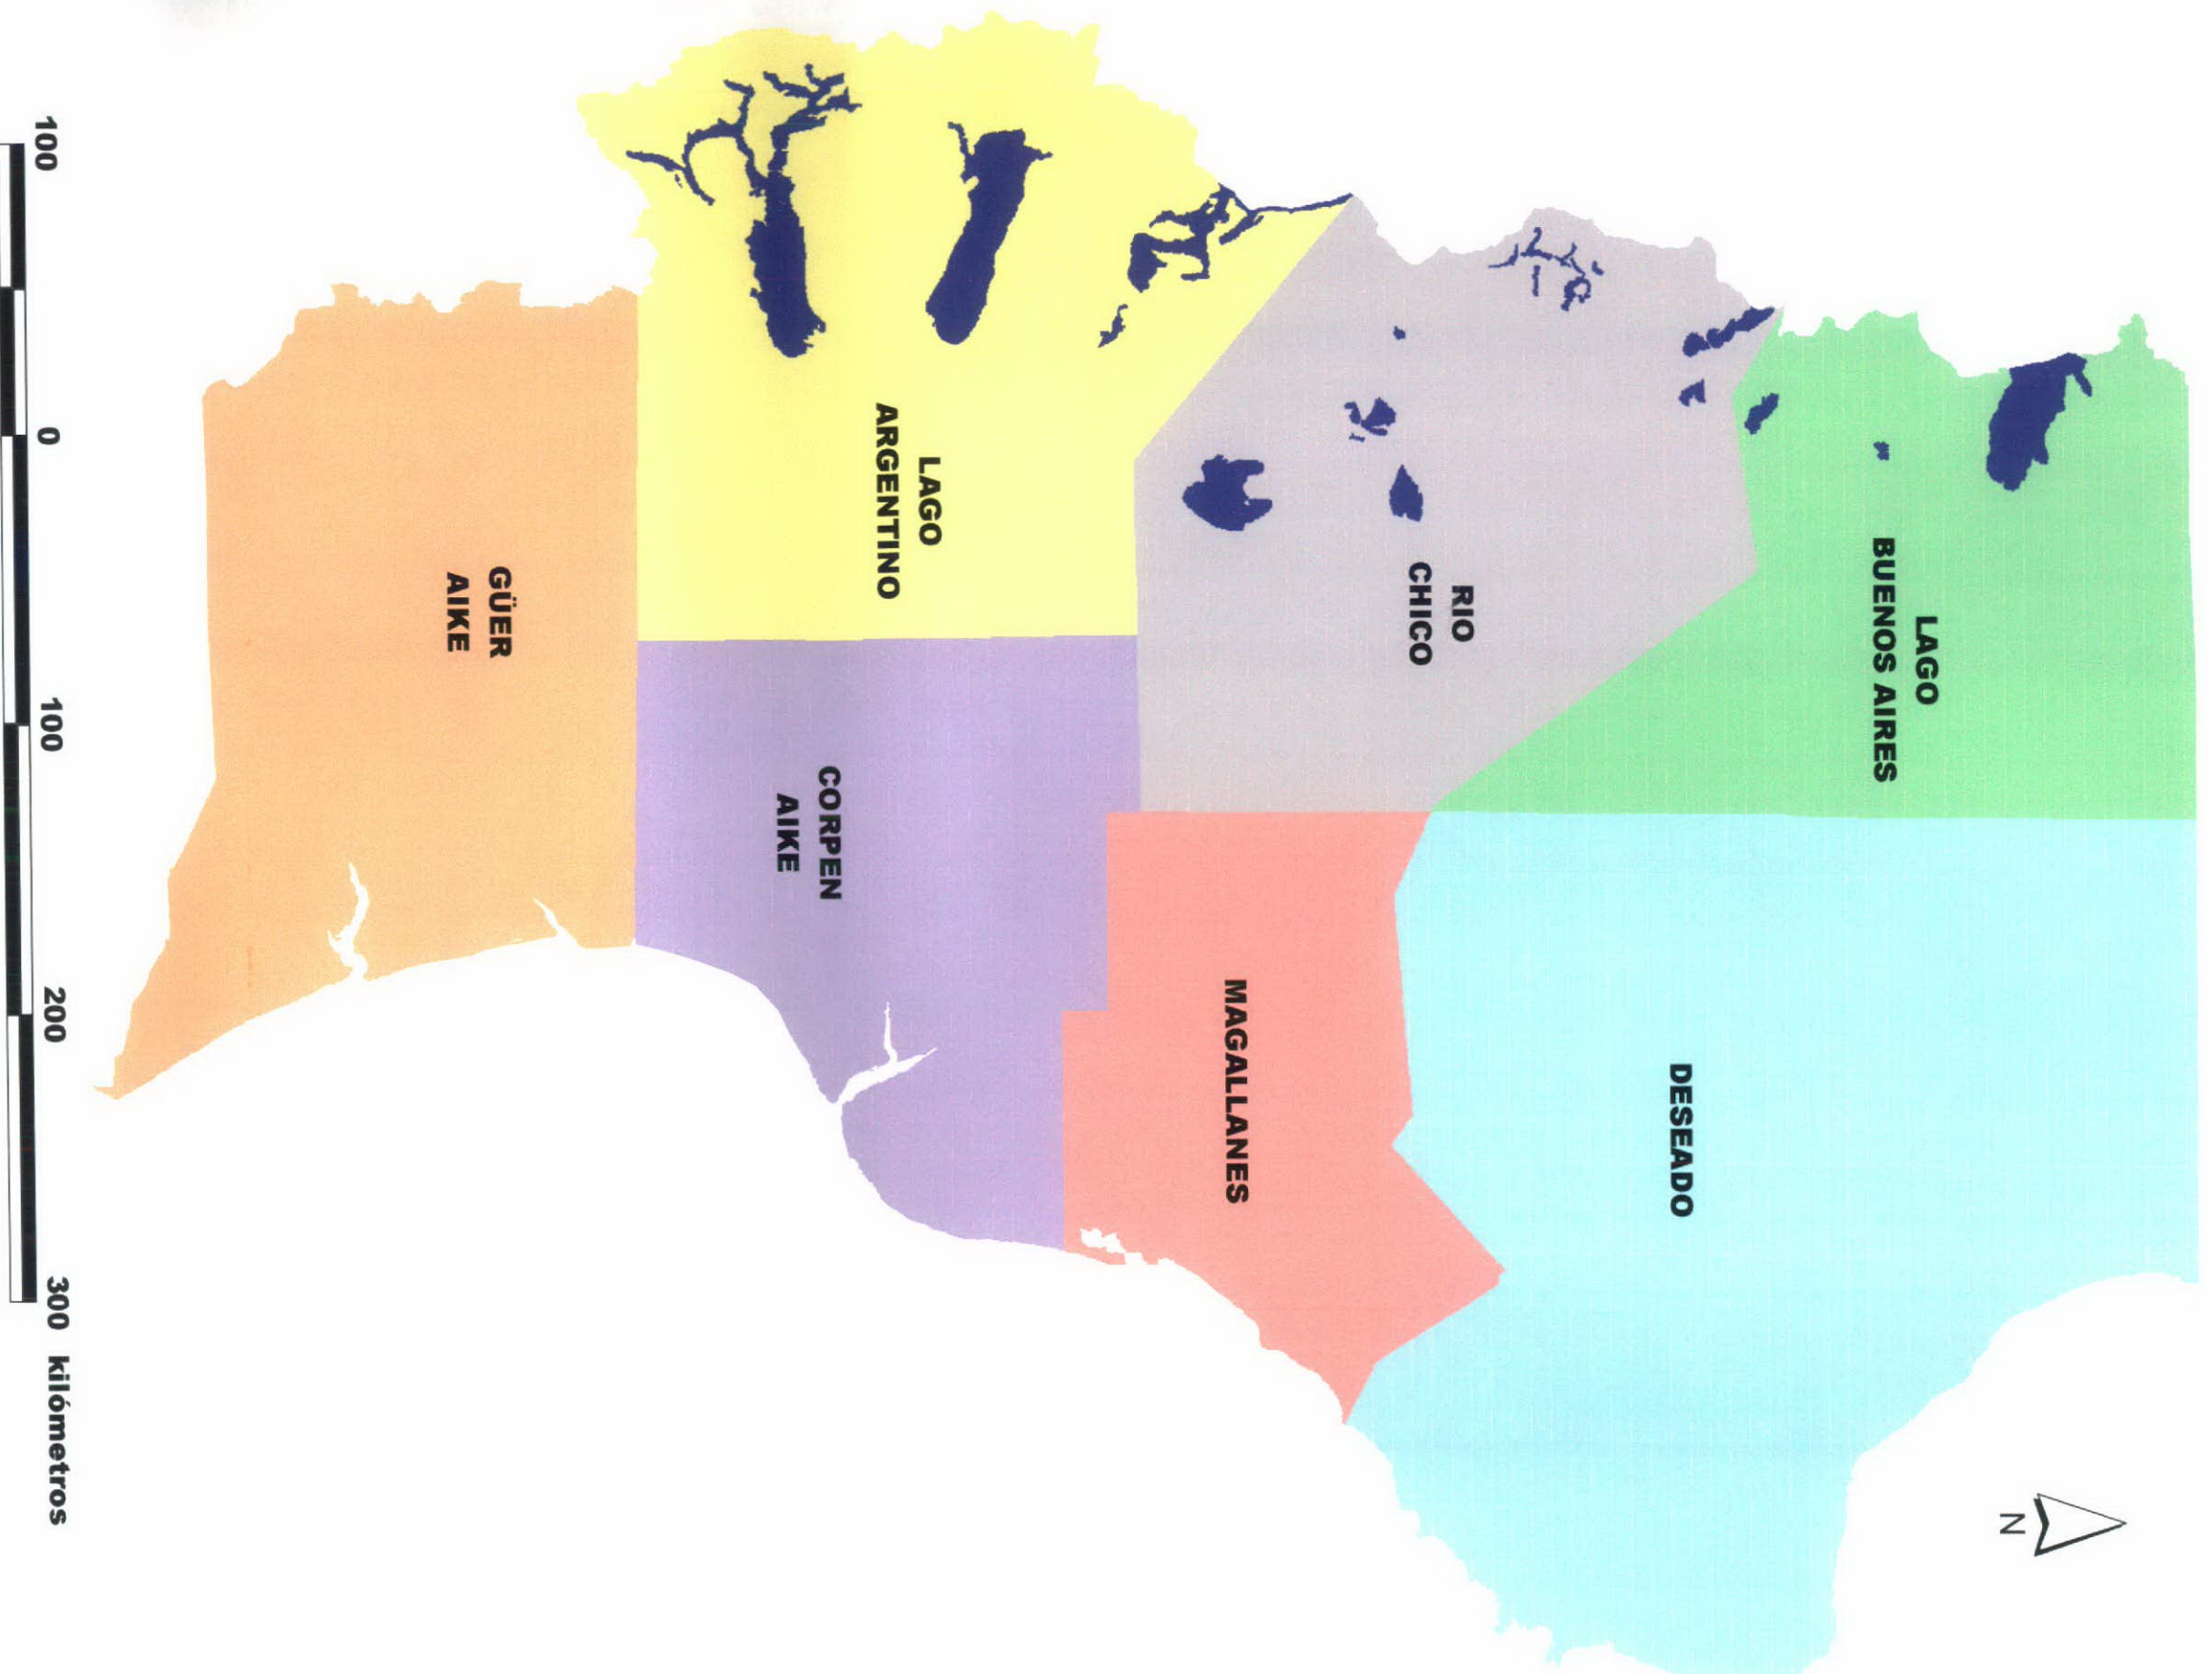 LAGO
BUENOS AIRES
DESEADO
RIO
CHICO
MAGALLANES
LAGO
ARGENTINO
CORPEN
AIKE
GÜER
AIKE
N
100 0 100 200 300 kilómetros